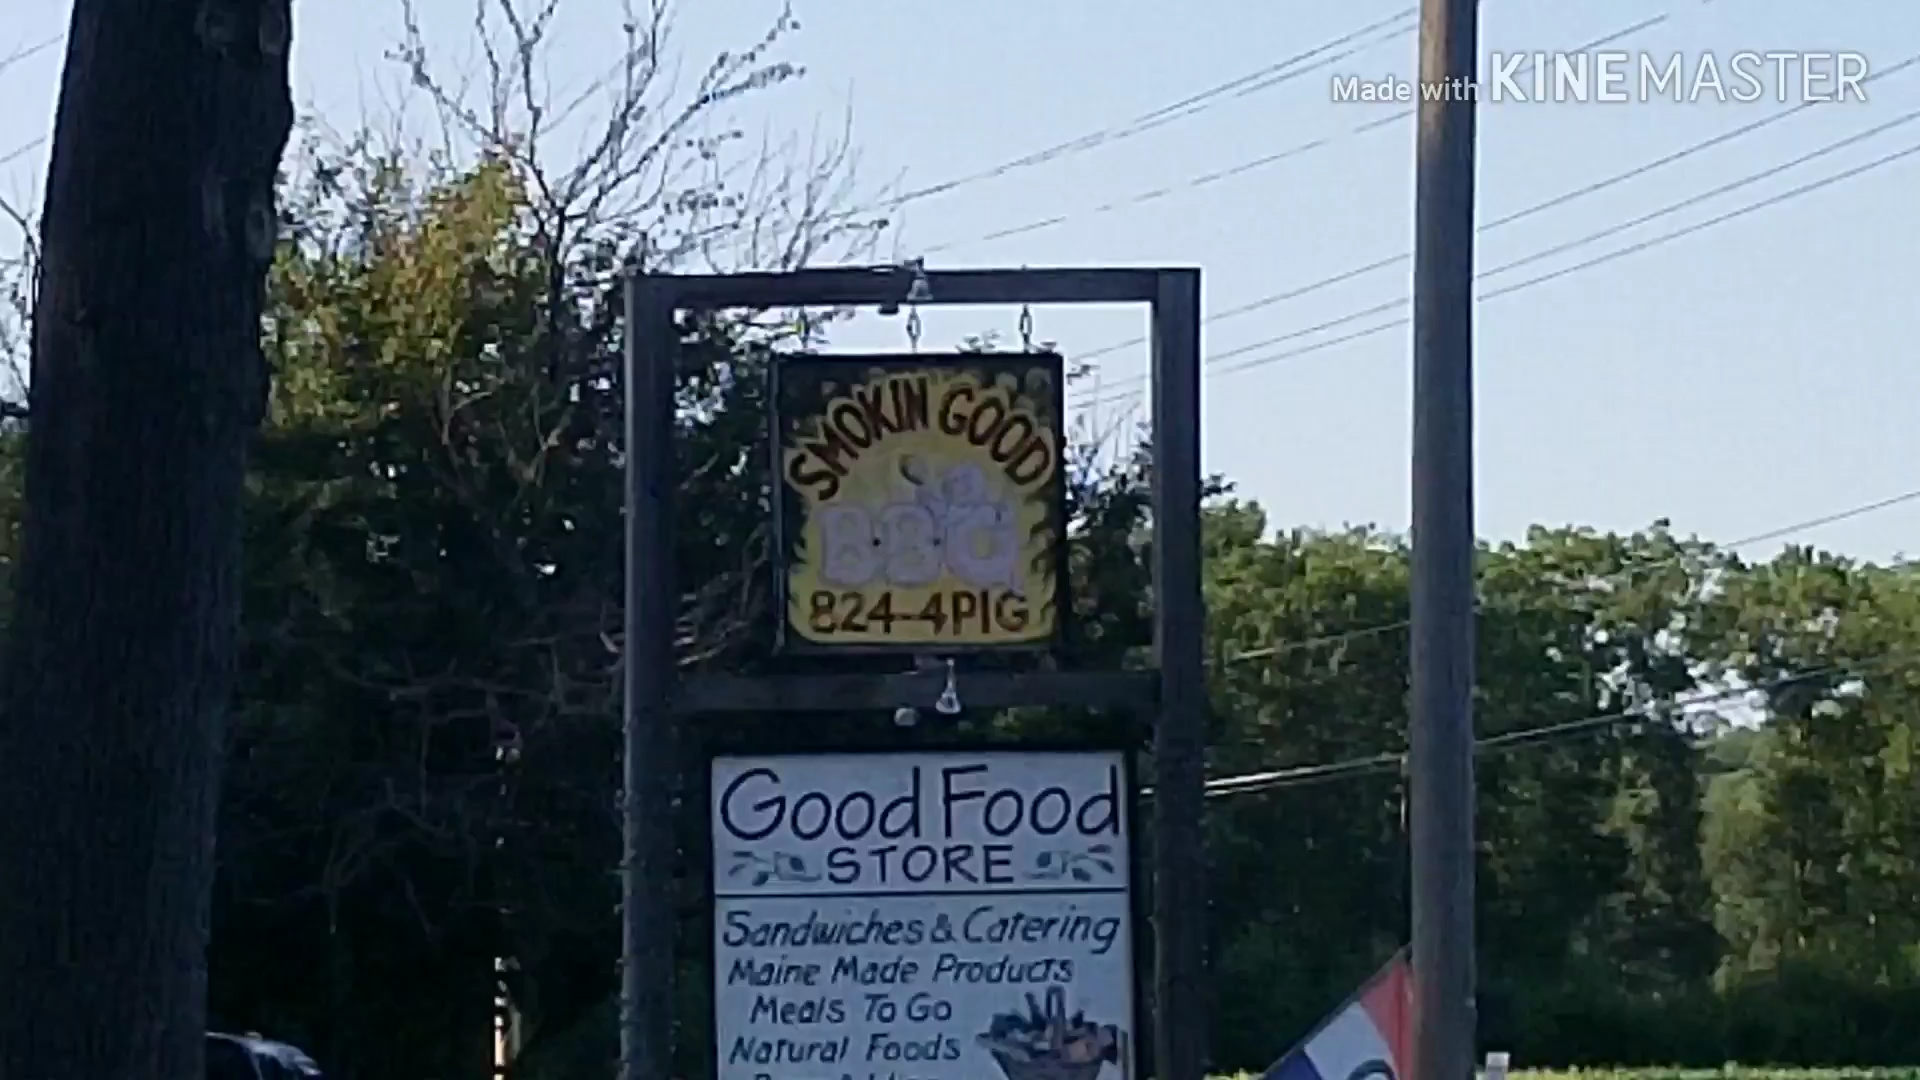 Made with KINEMASTER
SMOKIN GOOD
B·B·Q
824-4PIG
Good Food
STORE
Sandwiches & Catering
Maine Made Products
Meals To Go
Natural Foods